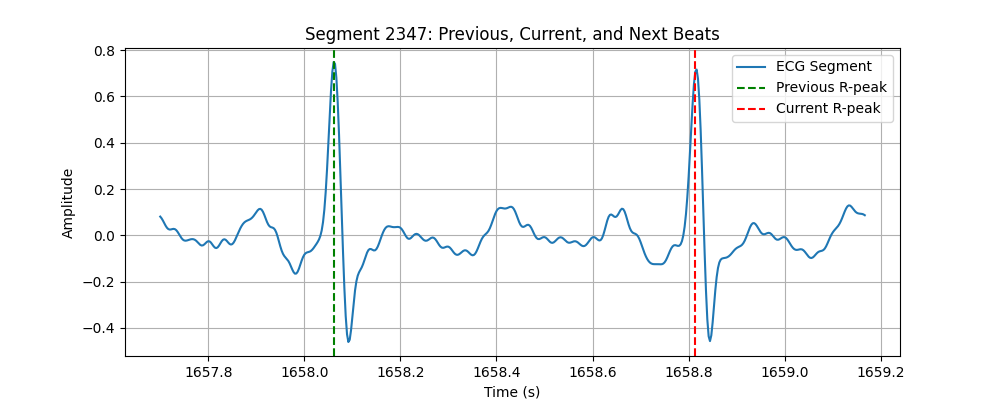 Segment 2347: Previous, Current, and Next Beats
0.8
0.6
0.4
0.2
0.0
−0.2
−0.4
Amplitude
ECG Segment
Previous R-peak
Current R-peak
1657.8 1658.0 1658.2 1658.4 1658.6 1658.8 1659.0 1659.2
Time (s)